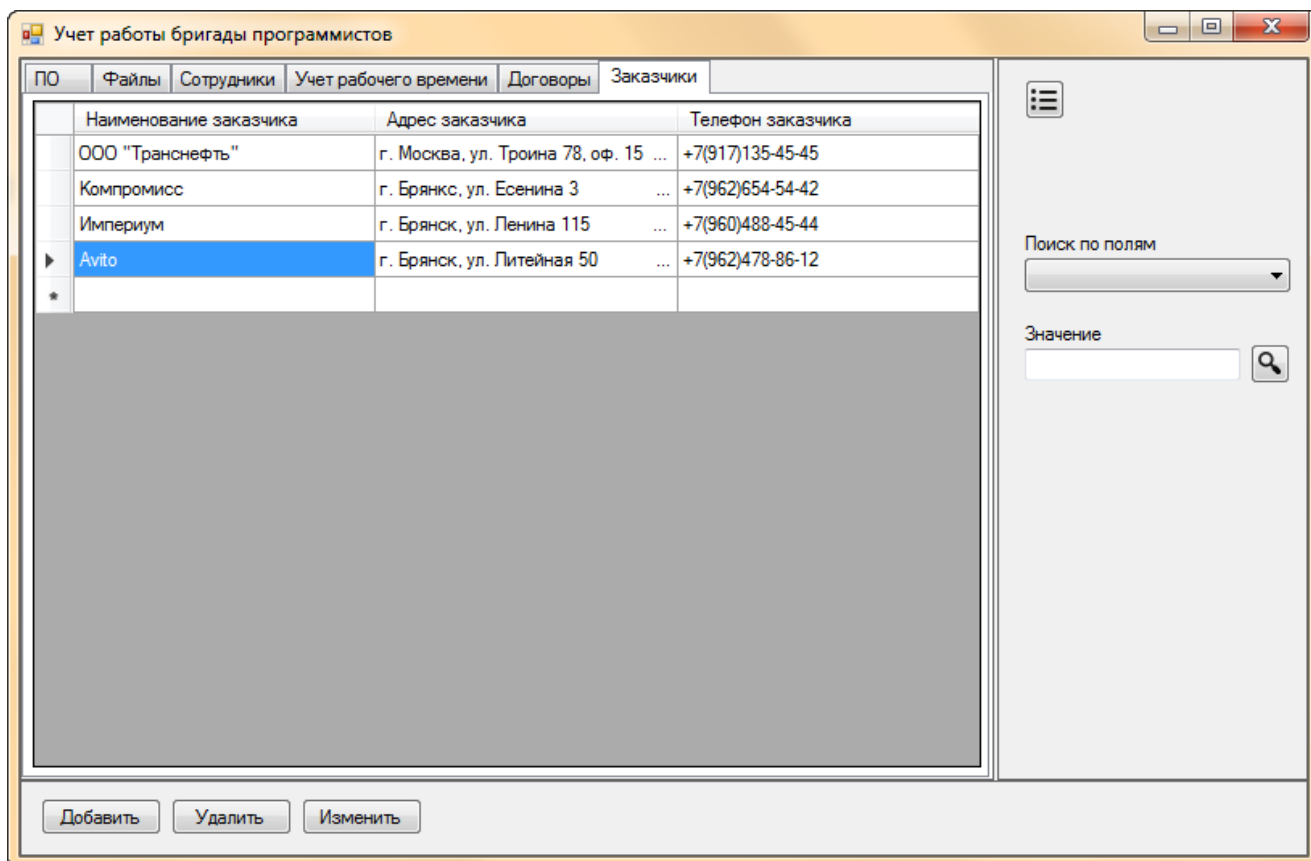 Учет работы бригады программистов
ПО Файлы Сотрудники Учет рабочего времени Договоры Заказчики
Наименование заказчика Адрес заказчика Телефон заказчика
ООО "Транснефть" г. Москва, ул. Троина 78, оф. 15 ... +7(917)135-45-45
Компромисс г. Брянкс, ул. Есенина 3 ... +7(962)654-54-42
Империум г. Брянск, ул. Ленина 115 ... +7(960)488-45-44
Avito г. Брянск, ул. Литейная 50 ... +7(962)478-86-12
Поиск по полям
Значение
Добавить Удалить Изменить